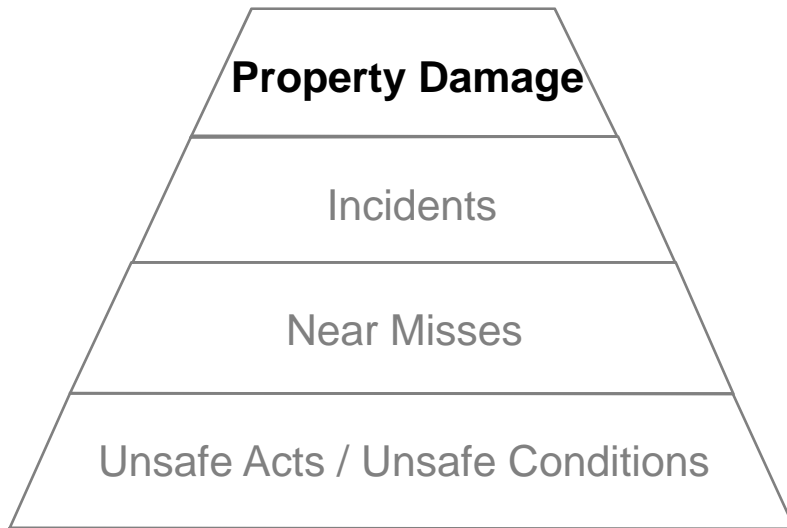 Property Damage
Incidents
Near Misses
Unsafe Acts / Unsafe Conditions